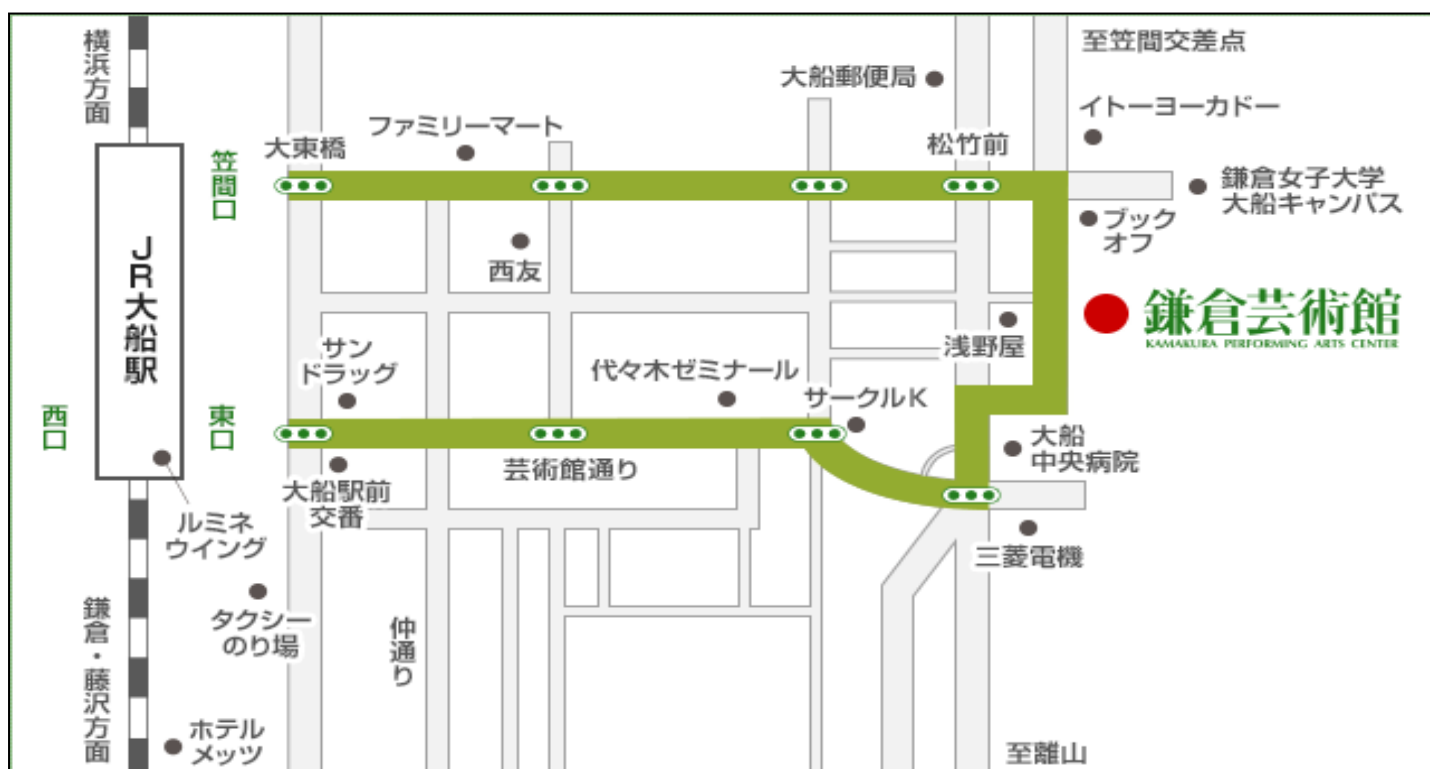 横浜方面
至笠間交差点
大船郵便局
イトーヨーカドー
ファミリーマート
大東橋
松竹前
笠間口
鎌倉女子大学
大船キャンパス
ブック
オフ
西友
JR大船駅
鎌倉芸術館
KAMAKURA PERFORMING ARTS CENTER
浅野屋
サン
ドラッグ
代々木ゼミナール
サークルK
西口
東口
大船
中央病院
芸術館通り
大船駅前
交番
ルミネ
ウイング
三菱電機
タクシー
のり場
仲通り
鎌倉・藤沢方面
ホテル
メッツ
至離山